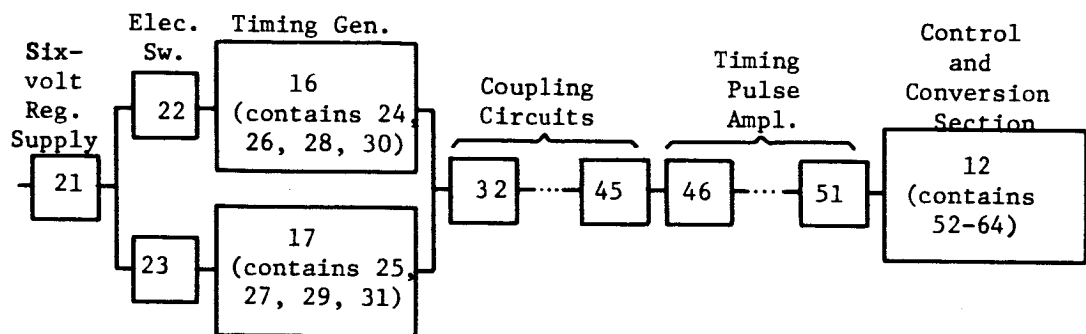 Six-
volt
Reg.
Supply
21
Elec.
Sw.
22
23
Timing Gen.
16
(contains 24,
26, 28, 30)
17
(contains 25,
27, 29, 31)
Coupling
Circuits
32
45
Timing
Pulse
Ampl.
46
51
Control
and
Conversion
Section
12
(contains
52-64)